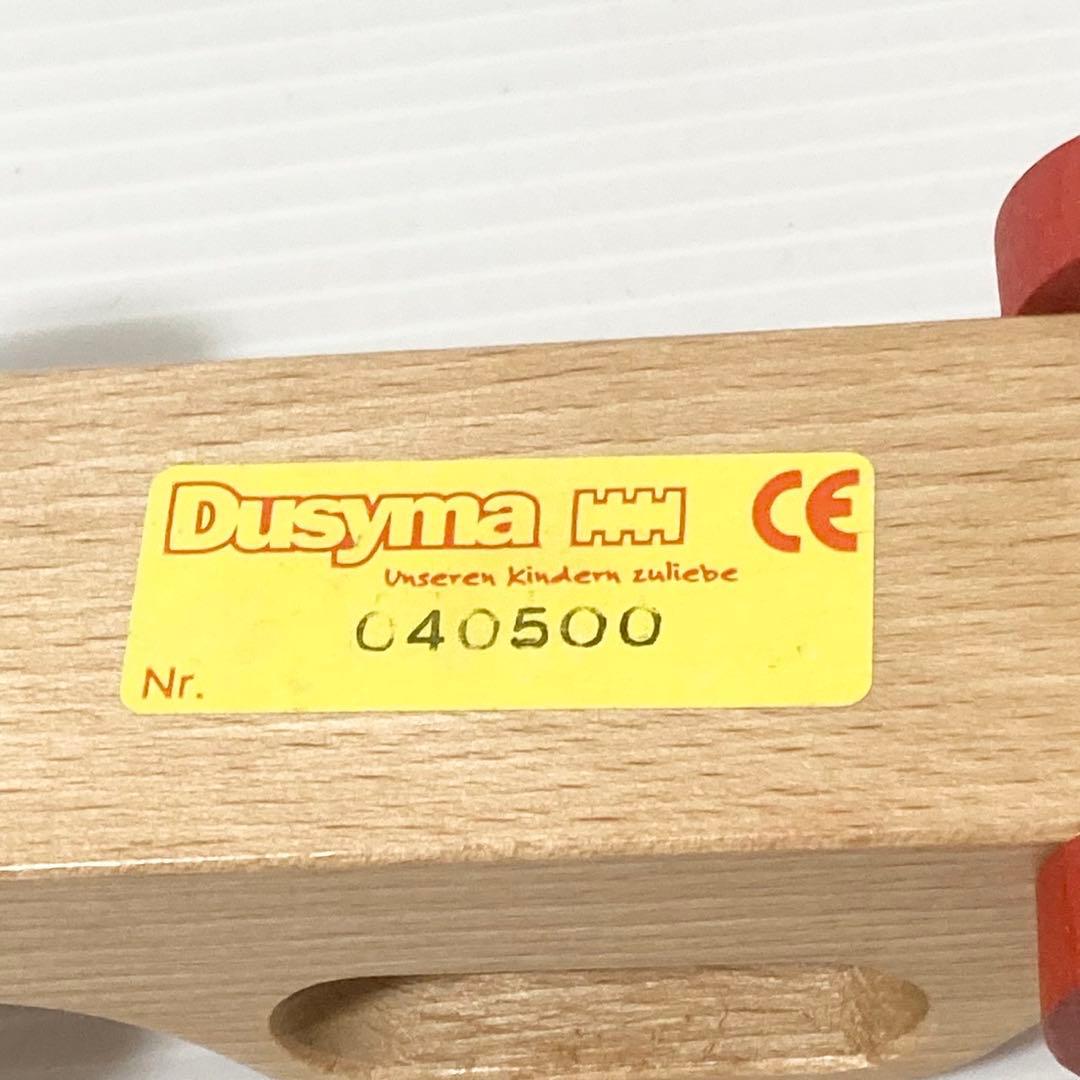 Dusyma CE
Unseren Kindern zuliebe
040500
Nr.